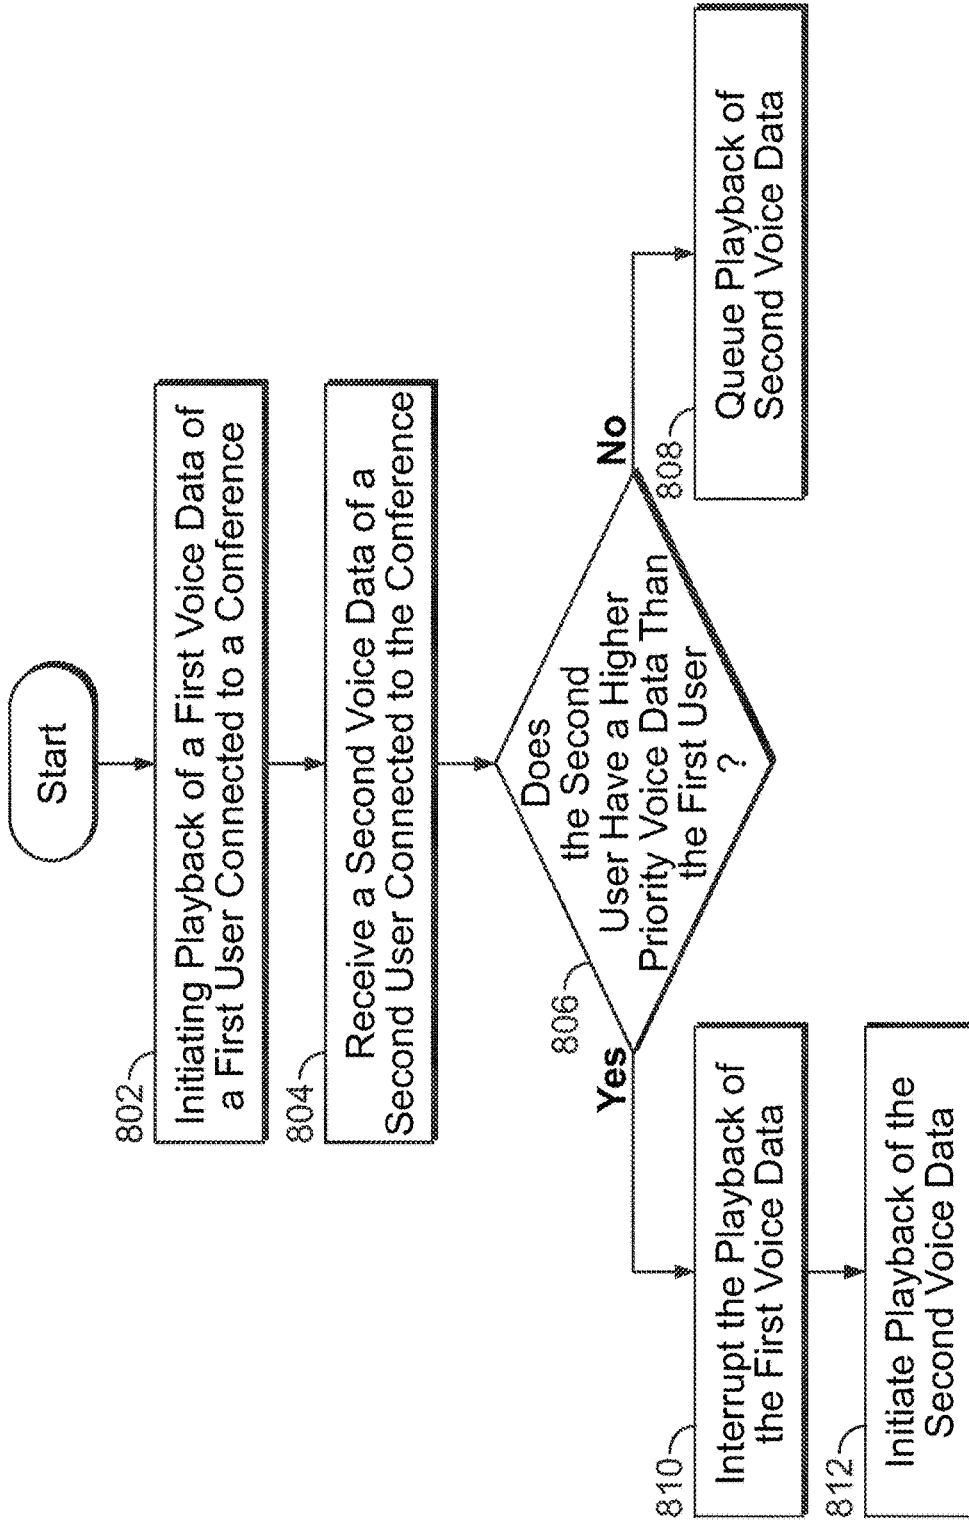 Start
802
Initiating Playback of a First Voice Data of
a First User Connected to a Conference
804
Receive a Second Voice Data of a
Second User Connected to the Conference
806
Does
the Second
User Have a Higher
Priority Voice Data Than
the First User
?
Yes
No
810
Interrupt the Playback of
the First Voice Data
808
Queue Playback of
Second Voice Data
812
Initiate Playback of the
Second Voice Data